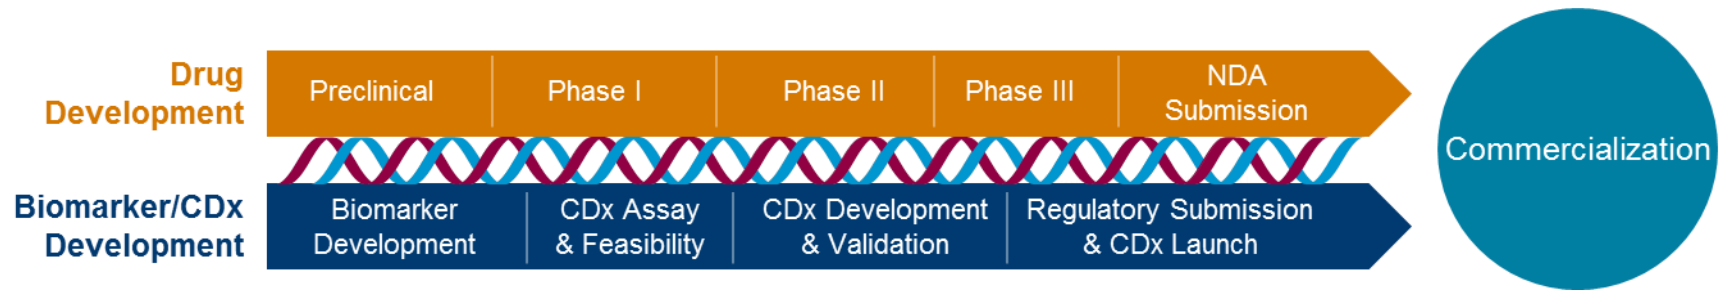 Drug
Development
Preclinical
Phase I
Phase II
Phase III
NDA
Submission
Biomarker/CDx
Development
Biomarker
Development
CDx Assay
& Feasibility
CDx Development
& Validation
Regulatory Submission
& CDx Launch
Commercialization